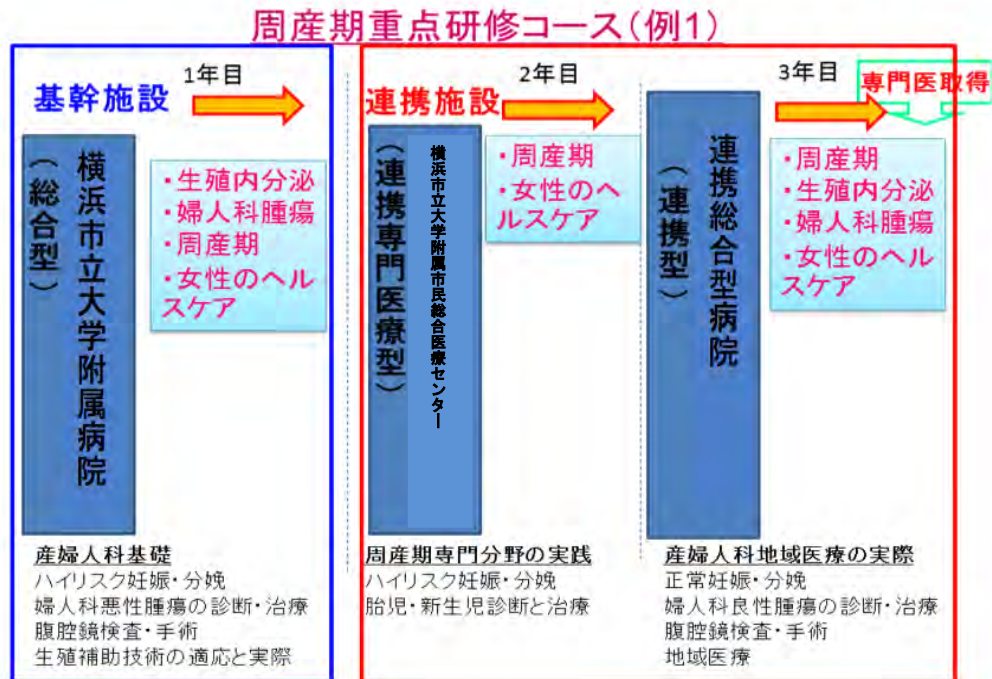 周産期重点研修コース(例1)
基幹施設
1年目
横浜市立大学附属病院
(総合型)
・生殖内分泌
・婦人科腫瘍
・周産期
・女性のヘル
スケア
産婦人科基礎
ハイリスク妊娠・分娩
婦人科悪性腫瘍の診断・治療
腹腔鏡検査・手術
生殖補助技術の適応と実際
連携施設
2年目
横浜市立大学附属市民総合医療センター
(連携専門医療型)
・周産期
・女性のヘ
ルスケア
周産期専門分野の実践
ハイリスク妊娠・分娩
胎児・新生児診断と治療
3年目
専門医取得
連携総合型病院
(連携型)
・周産期
・生殖内分泌
・婦人科腫瘍
・女性のヘル
スケア
産婦人科地域医療の実際
正常妊娠・分娩
婦人科良性腫瘍の診断・治療
腹腔鏡検査・手術
地域医療